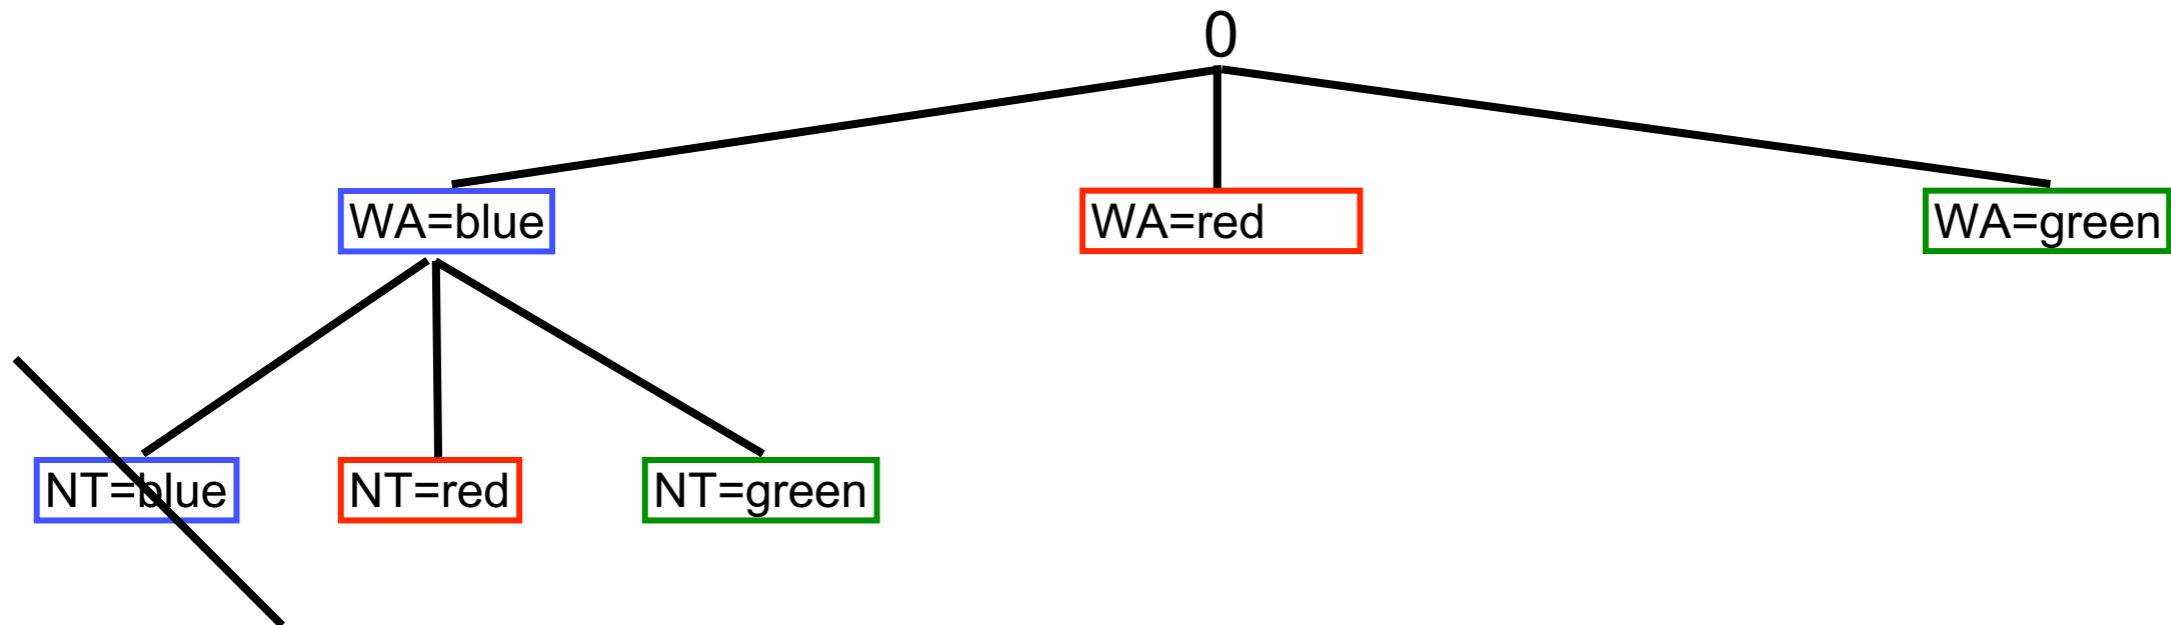 0
WA=blue
WA=red
WA=green
NT=blue
NT=red
NT=green